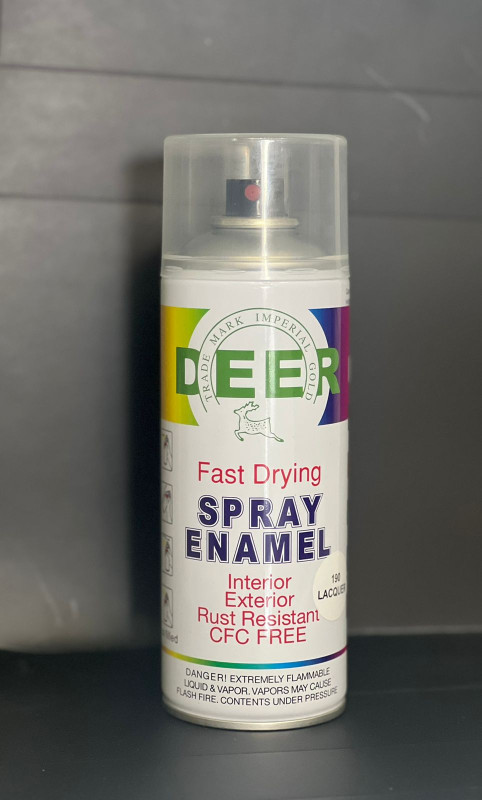 TRADE MARK IMPERIAL GOLD
DEER
Fast Drying
SPRAY
ENAMEL
Interior
Exterior
Rust Resistant
CFC FREE
190
LACQUER
DANGER! EXTREMELY FLAMMABLE
LIQUID & VAPOR. VAPORS MAY CAUSE
FLASH FIRE. CONTENTS UNDER PRESSURE